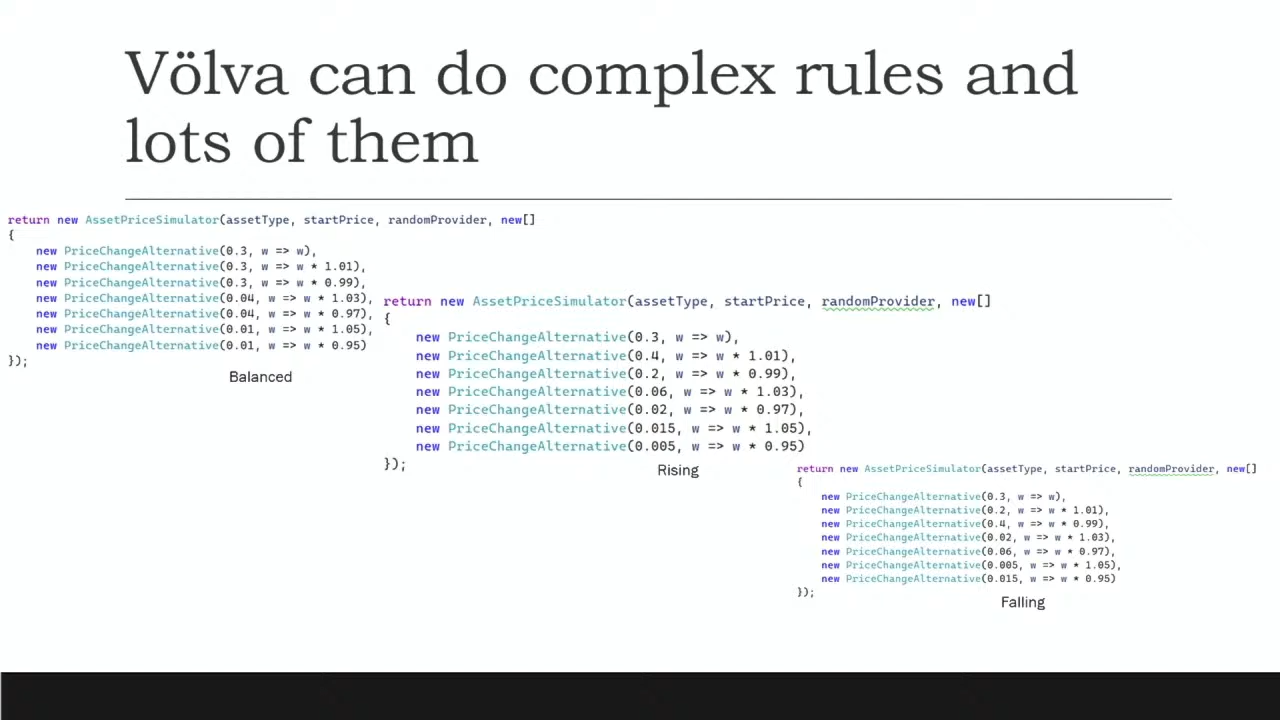 Völva can do complex rules and
lots of them
return new AssetPriceSimulator(assetType, startPrice, randomProvider, new[]
{
new PriceChangeAlternative(0.3, w => w),
new PriceChangeAlternative(0.3, w => w * 1.01),
new PriceChangeAlternative(0.3, w => w * 0.99),
new PriceChangeAlternative(0.04, w => w * 1.03),
new PriceChangeAlternative(0.04, w => w * 0.97),
new PriceChangeAlternative(0.01, w => w * 1.05),
new PriceChangeAlternative(0.01, w => w * 0.95)
});
Balanced
return new AssetPriceSimulator(assetType, startPrice, randomProvider, new[]
{
new PriceChangeAlternative(0.3, w => w),
new PriceChangeAlternative(0.4, w => w * 1.01),
new PriceChangeAlternative(0.2, w => w * 0.99),
new PriceChangeAlternative(0.06, w => w * 1.03),
new PriceChangeAlternative(0.02, w => w * 0.97),
new PriceChangeAlternative(0.015, w => w * 1.05),
new PriceChangeAlternative(0.005, w => w * 0.95)
});
Rising
return new AssetPriceSimulator(assetType, startPrice, randomProvider, new[]
{
new PriceChangeAlternative(0.3, w => w),
new PriceChangeAlternative(0.2, w => w * 1.01),
new PriceChangeAlternative(0.4, w => w * 0.99),
new PriceChangeAlternative(0.02, w => w * 1.03),
new PriceChangeAlternative(0.06, w => w * 0.97),
new PriceChangeAlternative(0.005, w => w * 1.05),
new PriceChangeAlternative(0.015, w => w * 0.95)
});
Falling